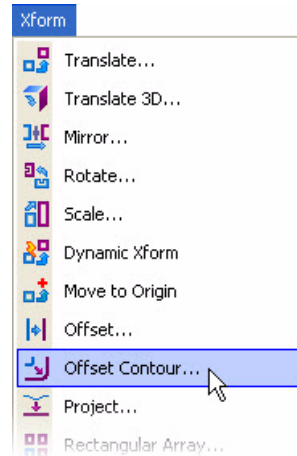 Xform
Translate...
Translate 3D...
Mirror...
Rotate...
Scale...
Dynamic Xform
Move to Origin
Offset...
Offset Contour...
Project...
Rectangular Array...